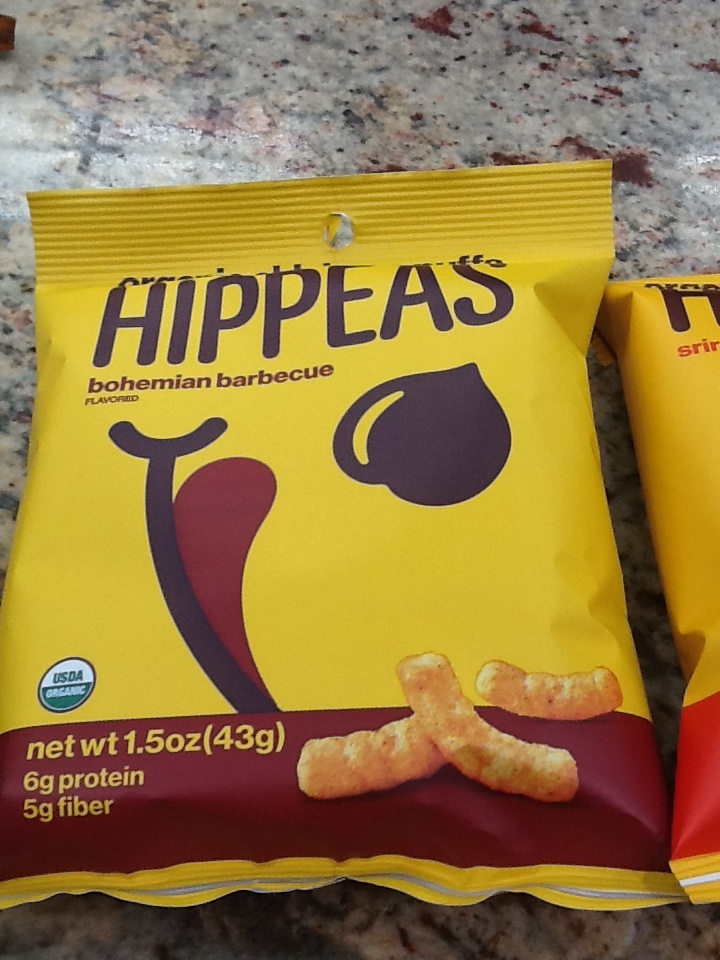 HIPPEAS
bohemian barbecue
FLAVORED
USDA
ORGANIC
net wt 1.5oz(43g)
6g protein
5g fiber